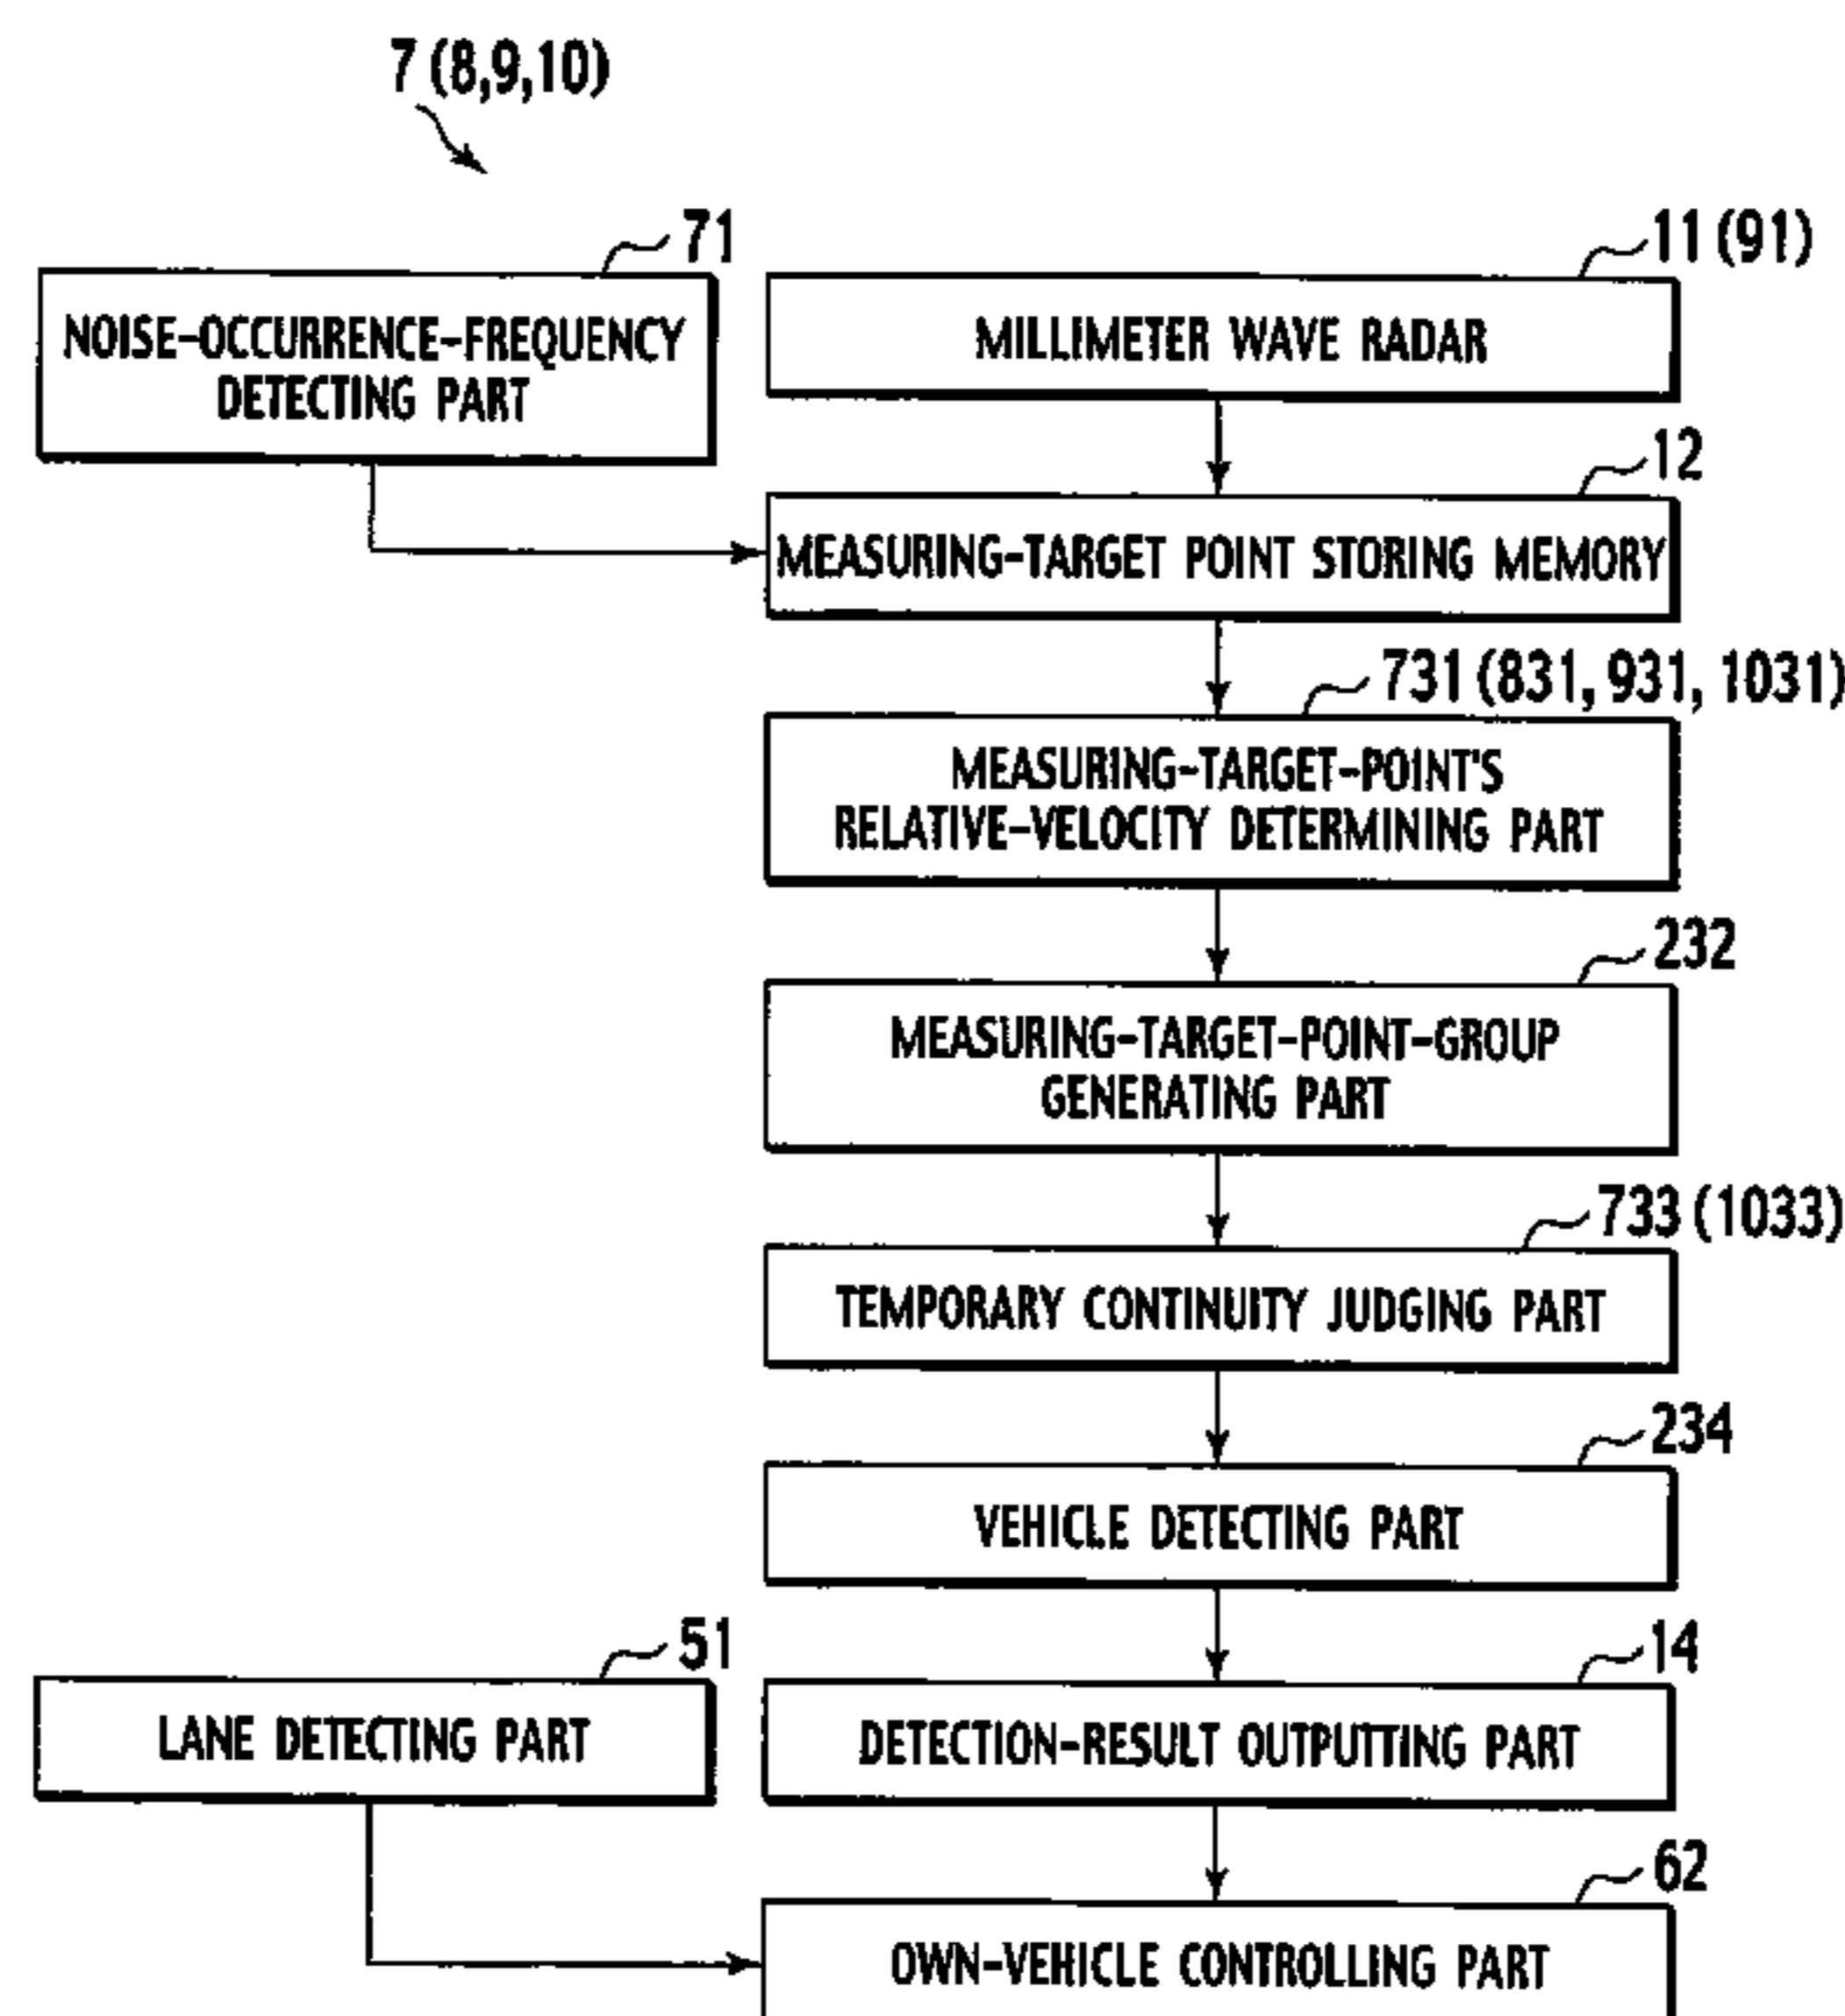 7 (8,9,10)
71
NOISE-OCCURRENCE-FREQUENCY
DETECTING PART
11 (91)
MILLIMETER WAVE RADAR
12
MEASURING-TARGET POINT STORING MEMORY
731 (831, 931, 1031)
MEASURING-TARGET-POINT'S
RELATIVE-VELOCITY DETERMINING PART
232
MEASURING-TARGET-POINT-GROUP
GENERATING PART
733 (1033)
TEMPORARY CONTINUITY JUDGING PART
234
VEHICLE DETECTING PART
51
LANE DETECTING PART
14
DETECTION-RESULT OUTPUTTING PART
62
OWN-VEHICLE CONTROLLING PART